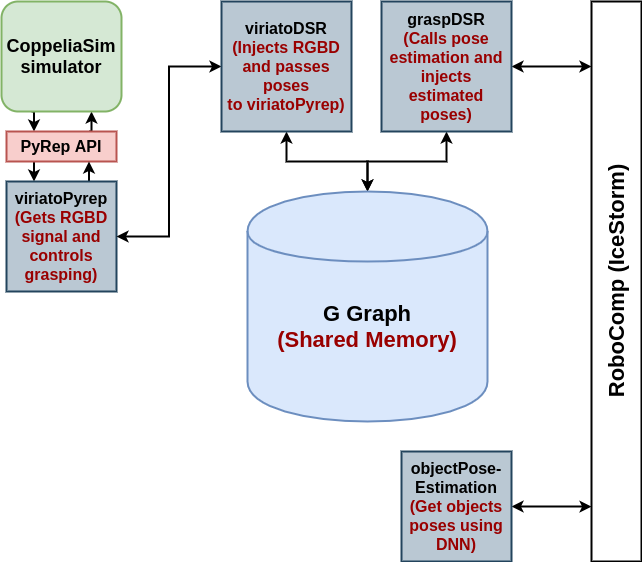 CoppeliaSim
simulator
PyRep API
viriatoPyrep
(Gets RGBD
signal and
controls
grasping)
viriatoDSR
(Injects RGBD
and passes
poses
to viriatoPyrep)
graspDSR
(Calls pose
estimation and
injects
estimated
poses)
G Graph
(Shared Memory)
objectPose-
Estimation
(Get objects
poses using
DNN)
RoboComp (IceStorm)